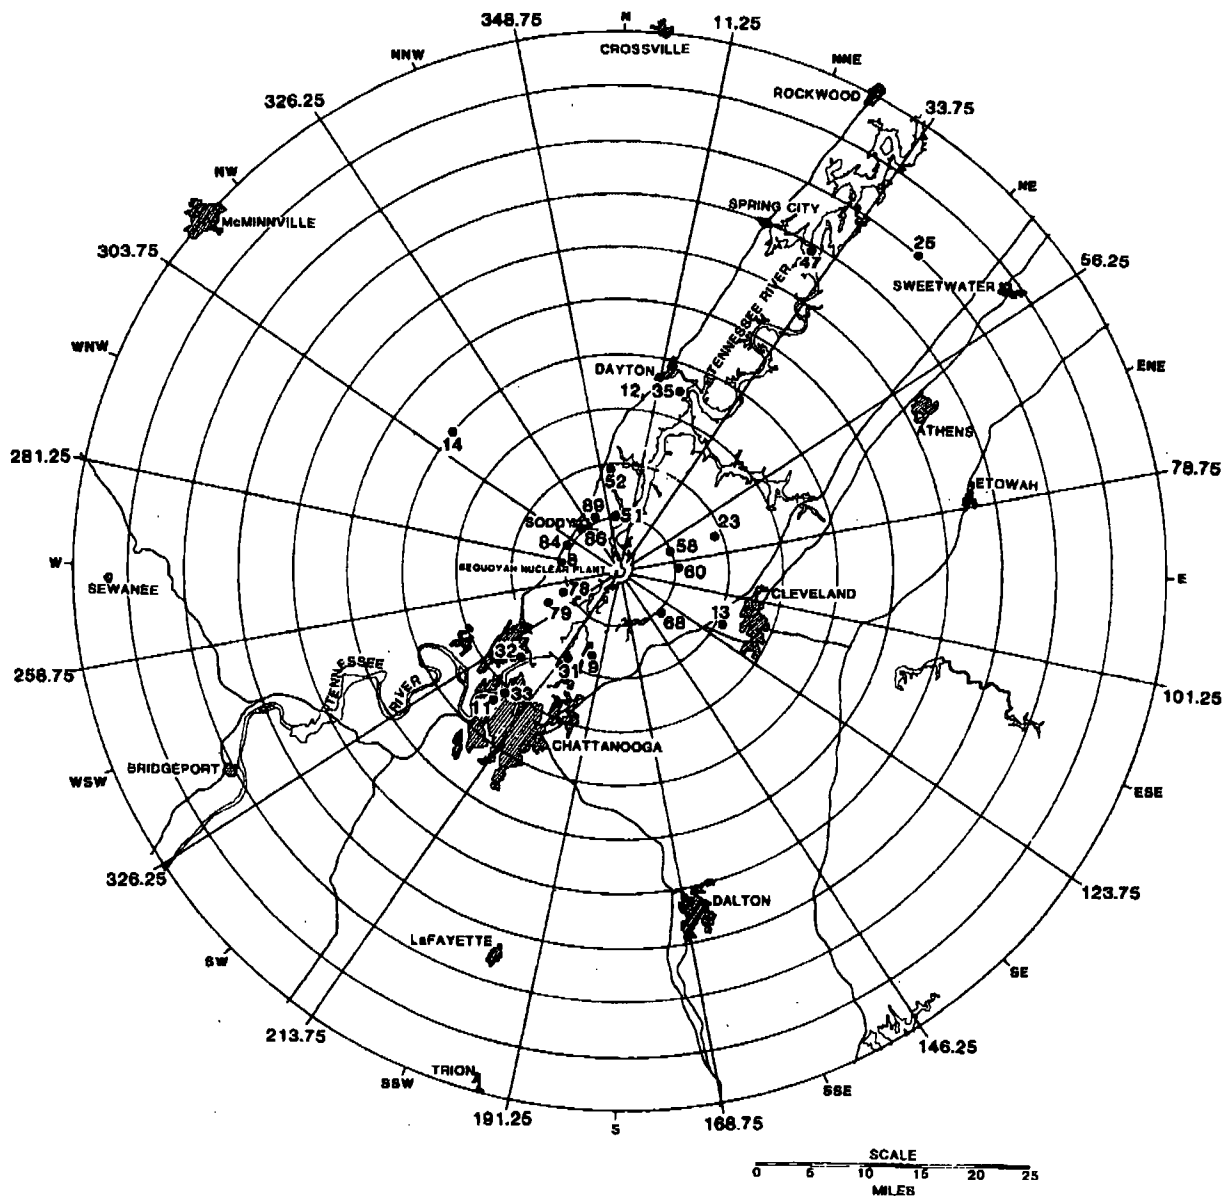 348.75
N
11.25
CROSSVILLE
NNW
NNE
ROCKWOOD
326.25
33.75
NW
NE
McMINNVILLE
SPRING CITY
303.75
25
47
56.25
SWEETWATER
TENNESSEE RIVER
WNW
ENE
DAYTON
12, 35
ATHENS
14
281.25
78.75
ETOWAH
52
89
51
SODDY
23
86
84
58
W
8
SEQUOYAH NUCLEAR PLANT
60
E
SEWANEE
78
CLEVELAND
79
68
13
32
31
9
TENNESSEE
RIVER
258.75
33
11
101.25
CHATTANOOGA
BRIDGEPORT
WSW
ESE
326.25
123.75
DALTON
LaFAYETTE
SW
SE
213.75
146.25
TRION
SSW
SSE
191.25
S
168.75
SCALE
0 5 10 15 20 25
MILES